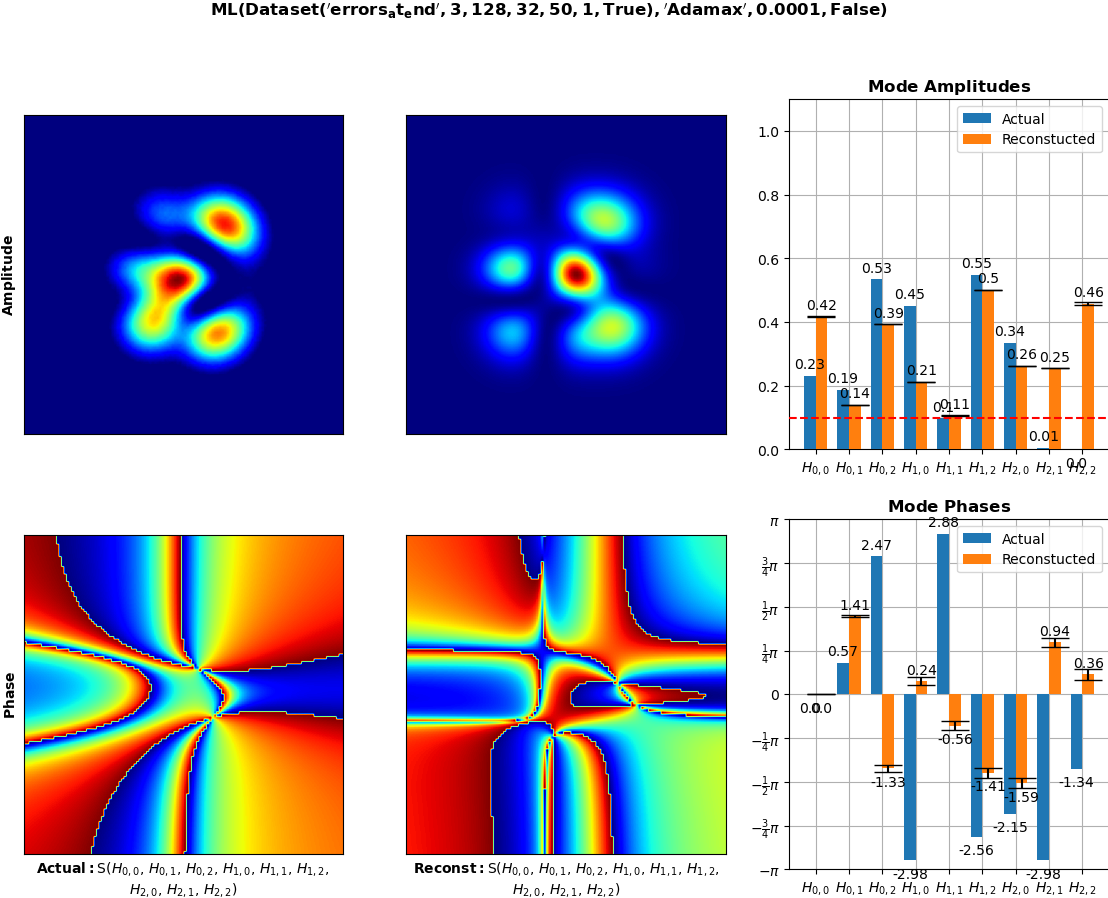 ML(Dataset('errors_at_end', 3, 128, 32, 50, 1, True), 'Adamax', 0.0001, False)
Amplitude
Mode Amplitudes
Actual
Reconstucted
1.0
0.8
0.6
0.4
0.2
0.0
0.23 0.42 0.19 0.14 0.53 0.39 0.45 0.21 0.1 0.11 0.55 0.5 0.34 0.26 0.01 0.25 0.0 0.46
H0,0 H0,1 H0,2 H1,0 H1,1 H1,2 H2,0 H2,1 H2,2
Phase
Mode Phases
Actual
Reconstucted
π
3/4π
1/2π
1/4π
0
−1/4π
−1/2π
−3/4π
−π
0.0 0.0 0.57 1.41 2.47 -1.33 -2.98 0.24 2.88 -0.56 -2.56 -1.41 -2.15 -1.59 -2.98 0.94 -1.34 0.36
H0,0 H0,1 H0,2 H1,0 H1,1 H1,2 H2,0 H2,1 H2,2
Actual: S(H0,0, H0,1, H0,2, H1,0, H1,1, H1,2,
H2,0, H2,1, H2,2)
Reconst: S(H0,0, H0,1, H0,2, H1,0, H1,1, H1,2,
H2,0, H2,1, H2,2)